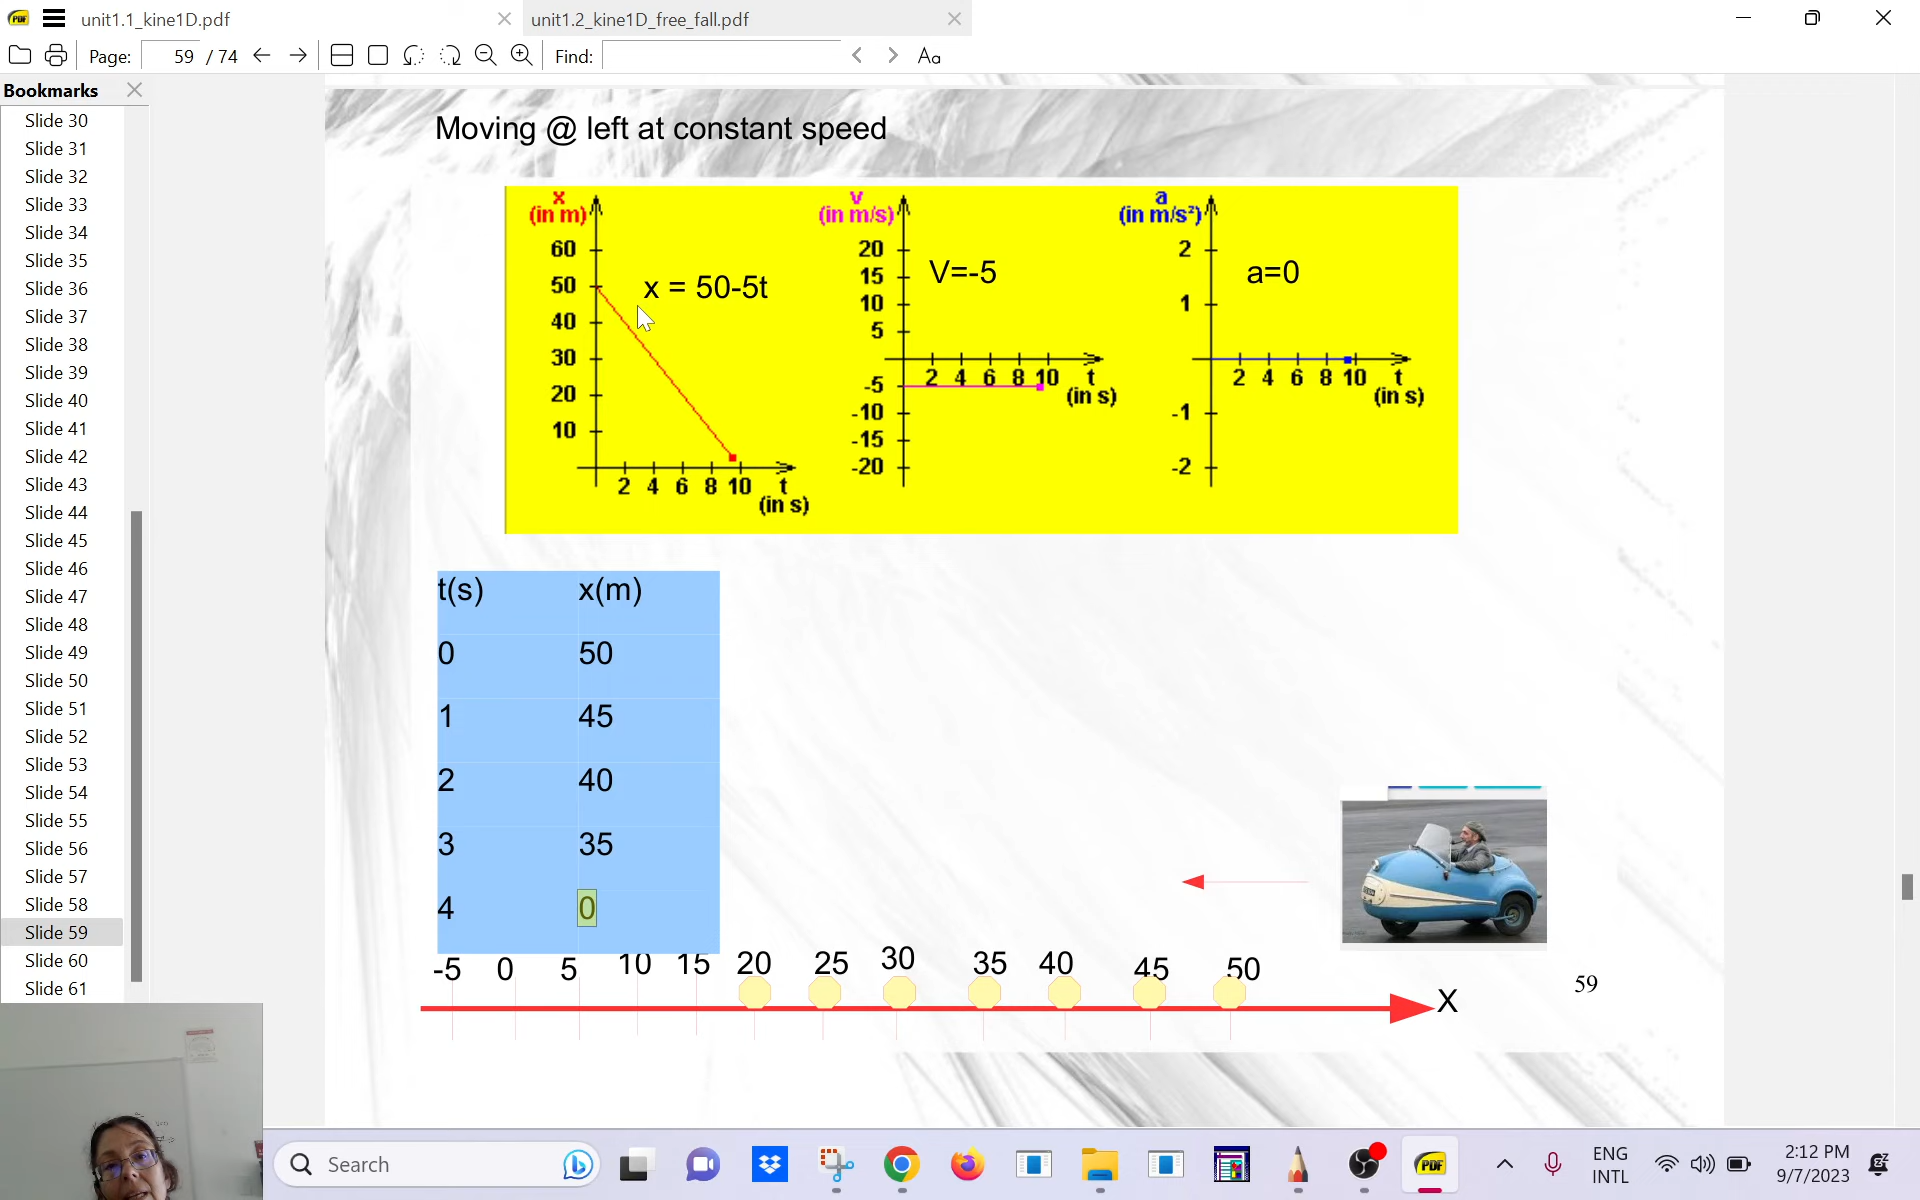 unit1.1_kine1D.pdf
unit1.2_kine1D_free_fall.pdf
Page: 59 / 74
Find:
Aa
Bookmarks
Slide 30
Slide 31
Slide 32
Slide 33
Slide 34
Slide 35
Slide 36
Slide 37
Slide 38
Slide 39
Slide 40
Slide 41
Slide 42
Slide 43
Slide 44
Slide 45
Slide 46
Slide 47
Slide 48
Slide 49
Slide 50
Slide 51
Slide 52
Slide 53
Slide 54
Slide 55
Slide 56
Slide 57
Slide 58
Slide 59
Slide 60
Slide 61
Moving @ left at constant speed
x
(in m)
60
50
40
30
20
10
2 4 6 8 10 t
(in s)
x = 50-5t
v
(in m/s)
20
15
10
5
-5
-10
-15
-20
2 4 6 8 10 t
(in s)
V=-5
a
(in m/s²)
2
1
-1
-2
2 4 6 8 10 t
(in s)
a=0
t(s) x(m)
0 50
1 45
2 40
3 35
4 0
-5 0 5 10 15 20 25 30 35 40 45 50
X
59
Search
PDF
ENG
INTL
2:12 PM
9/7/2023